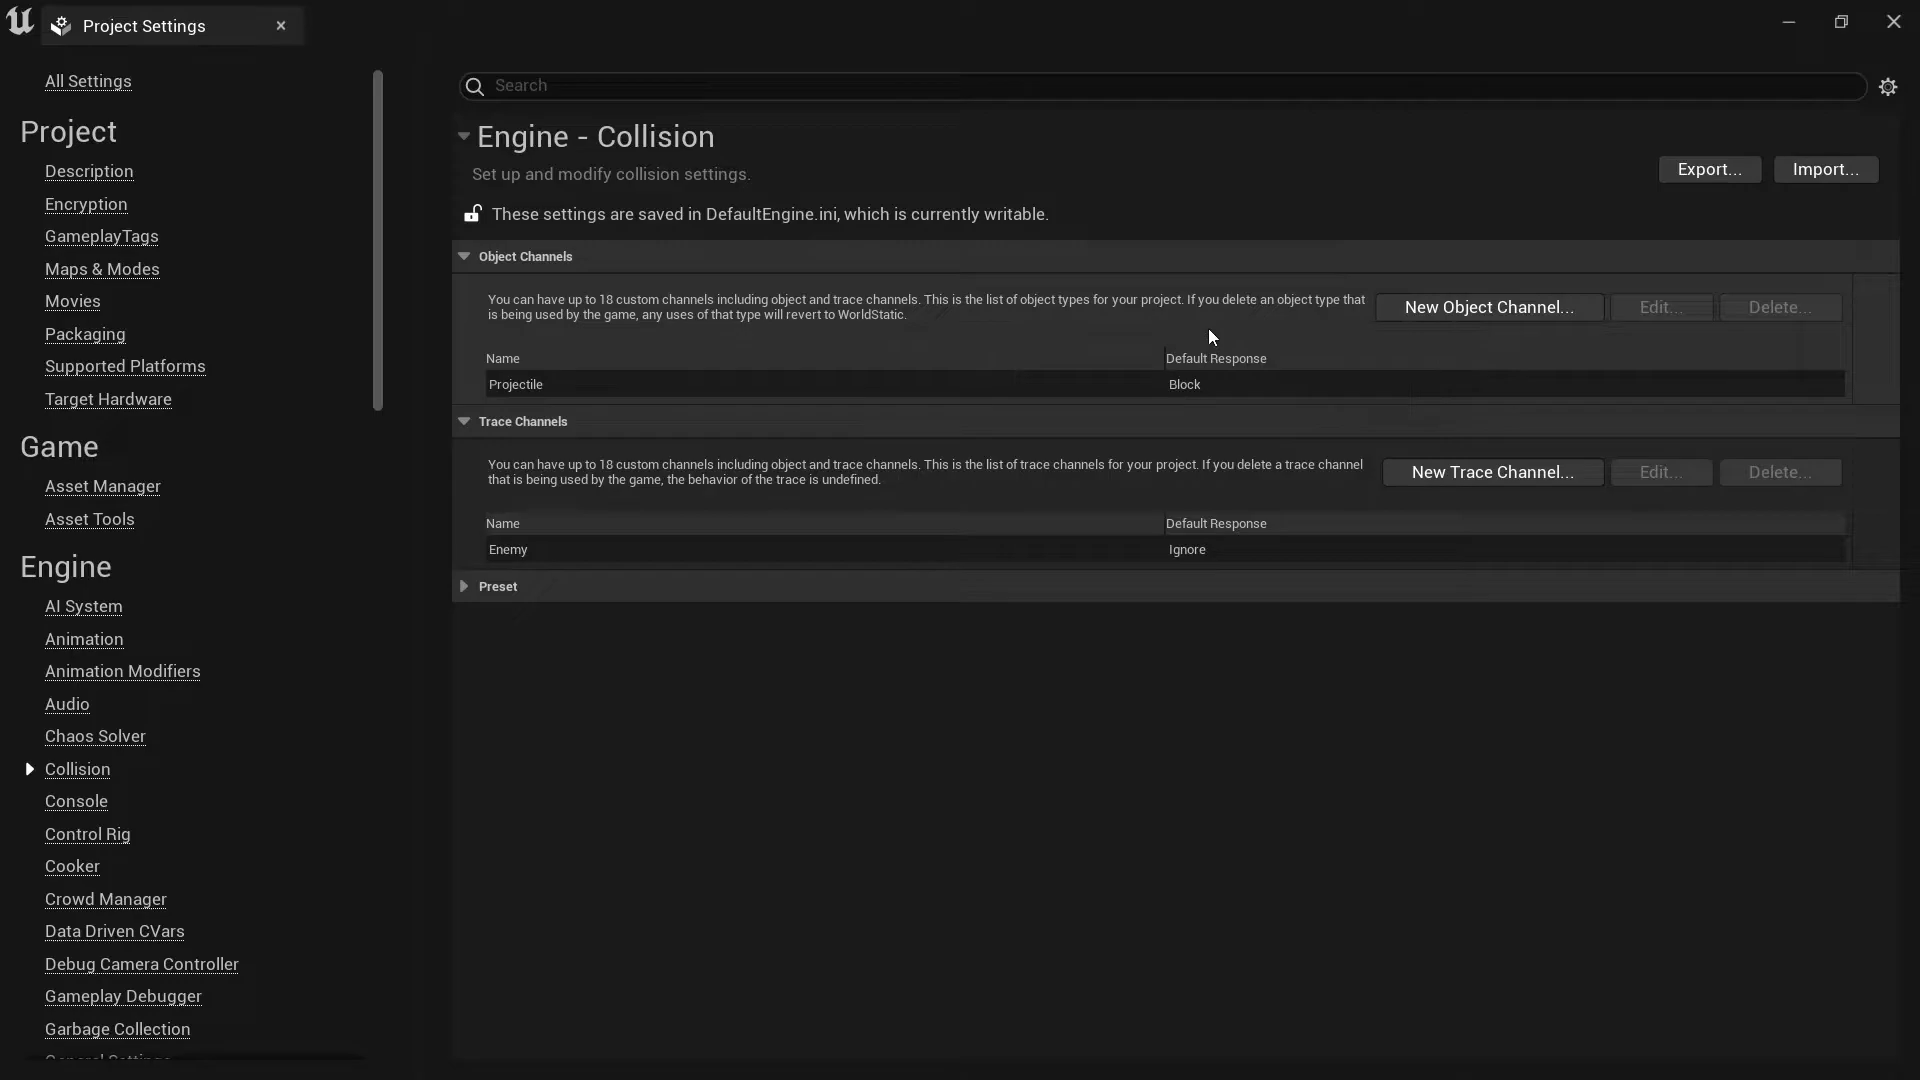 Project Settings
All Settings
Project
Description
Encryption
GameplayTags
Maps & Modes
Movies
Packaging
Supported Platforms
Target Hardware
Game
Asset Manager
Asset Tools
Engine
AI System
Animation
Animation Modifiers
Audio
Chaos Solver
Collision
Console
Control Rig
Cooker
Crowd Manager
Data Driven CVars
Debug Camera Controller
Gameplay Debugger
Garbage Collection
General Settings
Search
Engine - Collision
Set up and modify collision settings.
Export...
Import...
These settings are saved in DefaultEngine.ini, which is currently writable.
Object Channels
You can have up to 18 custom channels including object and trace channels. This is the list of object types for your project. If you delete an object type that
is being used by the game, any uses of that type will revert to WorldStatic.
New Object Channel...
Edit...
Delete...
Name
Default Response
Projectile
Block
Trace Channels
You can have up to 18 custom channels including object and trace channels. This is the list of trace channels for your project. If you delete a trace channel
that is being used by the game, the behavior of the trace is undefined.
New Trace Channel...
Edit...
Delete...
Name
Default Response
Enemy
Ignore
Preset